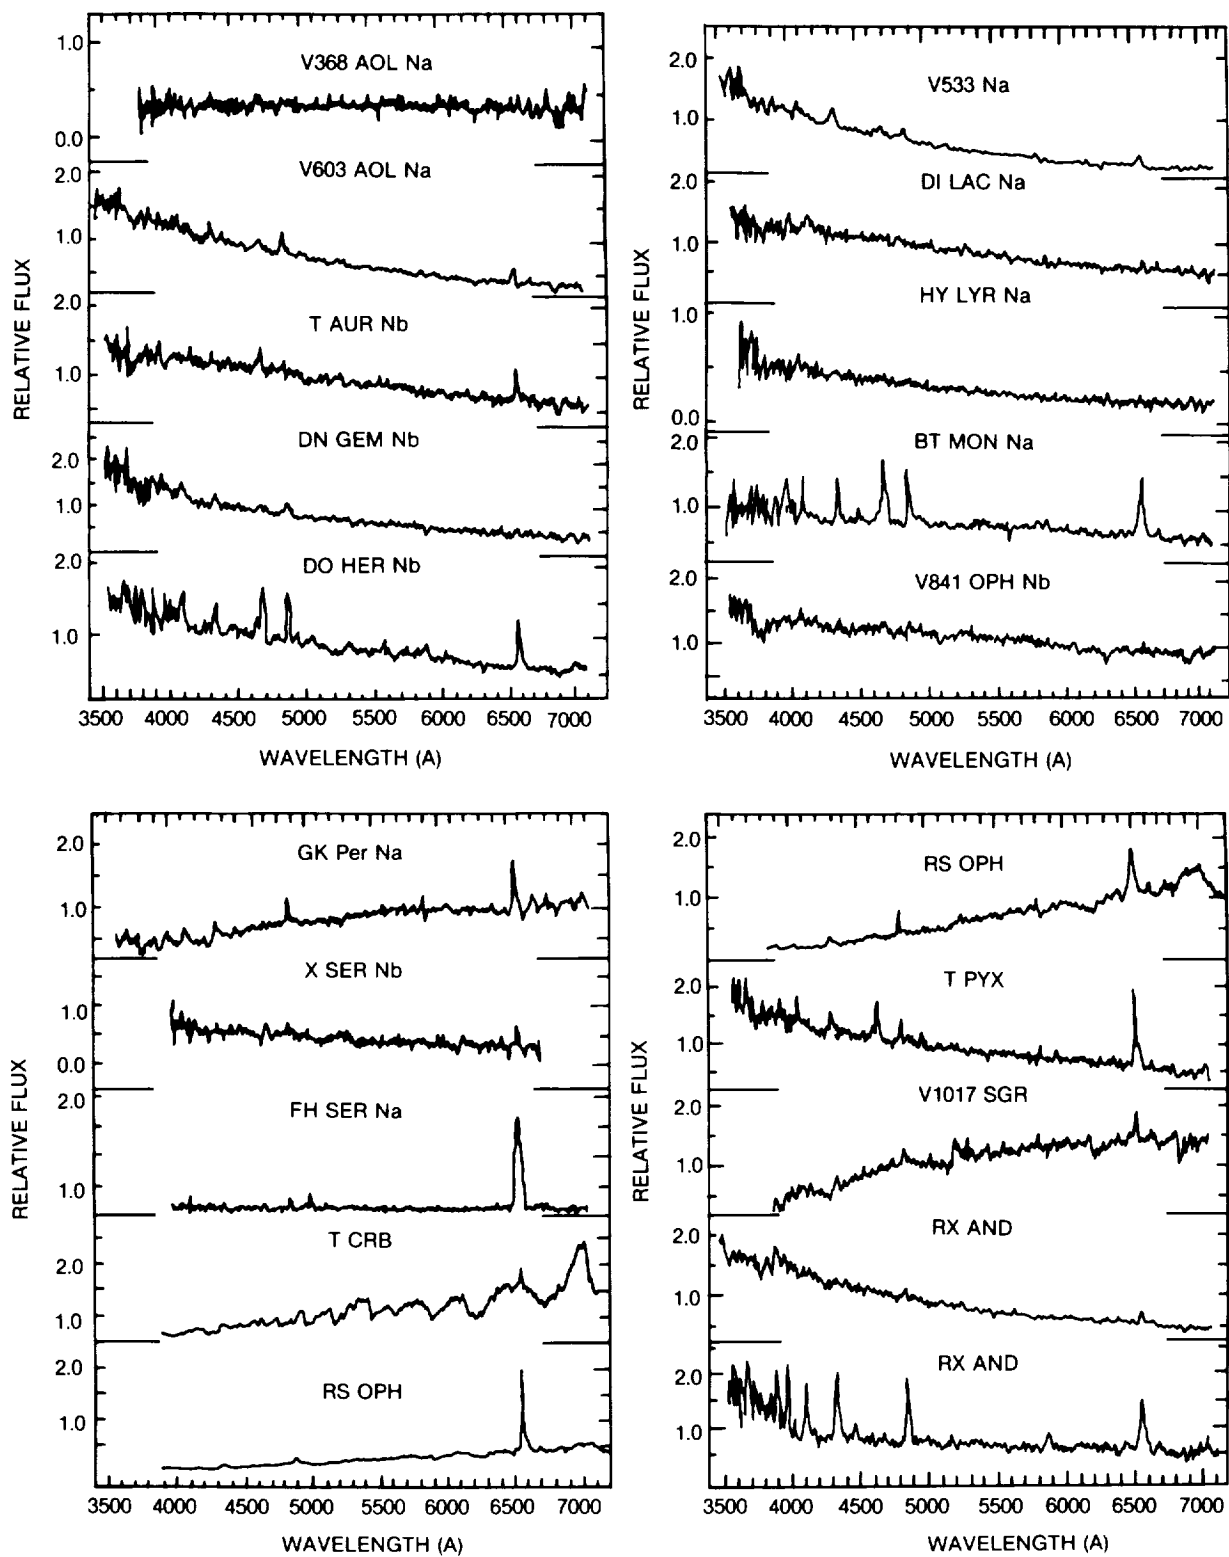 RELATIVE FLUX
1.0
V368 AOL Na
0.0
2.0
V603 AOL Na
1.0
2.0
T AUR Nb
1.0
DN GEM Nb
2.0
1.0
2.0
DO HER Nb
1.0
3500 4000 4500 5000 5500 6000 6500 7000
WAVELENGTH (A)
RELATIVE FLUX
2.0
V533 Na
1.0
2.0
DI LAC Na
1.0
HY LYR Na
1.0
0.0
2.0
BT MON Na
1.0
2.0
V841 OPH Nb
1.0
3500 4000 4500 5000 5500 6000 6500 7000
WAVELENGTH (A)
RELATIVE FLUX
2.0
GK Per Na
1.0
X SER Nb
1.0
0.0
2.0
FH SER Na
1.0
T CRB
2.0
1.0
2.0
RS OPH
1.0
3500 4000 4500 5000 5500 6000 6500 7000
WAVELENGTH (A)
RELATIVE FLUX
2.0
RS OPH
1.0
T PYX
2.0
1.0
V1017 SGR
2.0
1.0
RX AND
2.0
1.0
RX AND
2.0
1.0
3500 4000 4500 5000 5500 6000 6500 7000
WAVELENGTH (A)